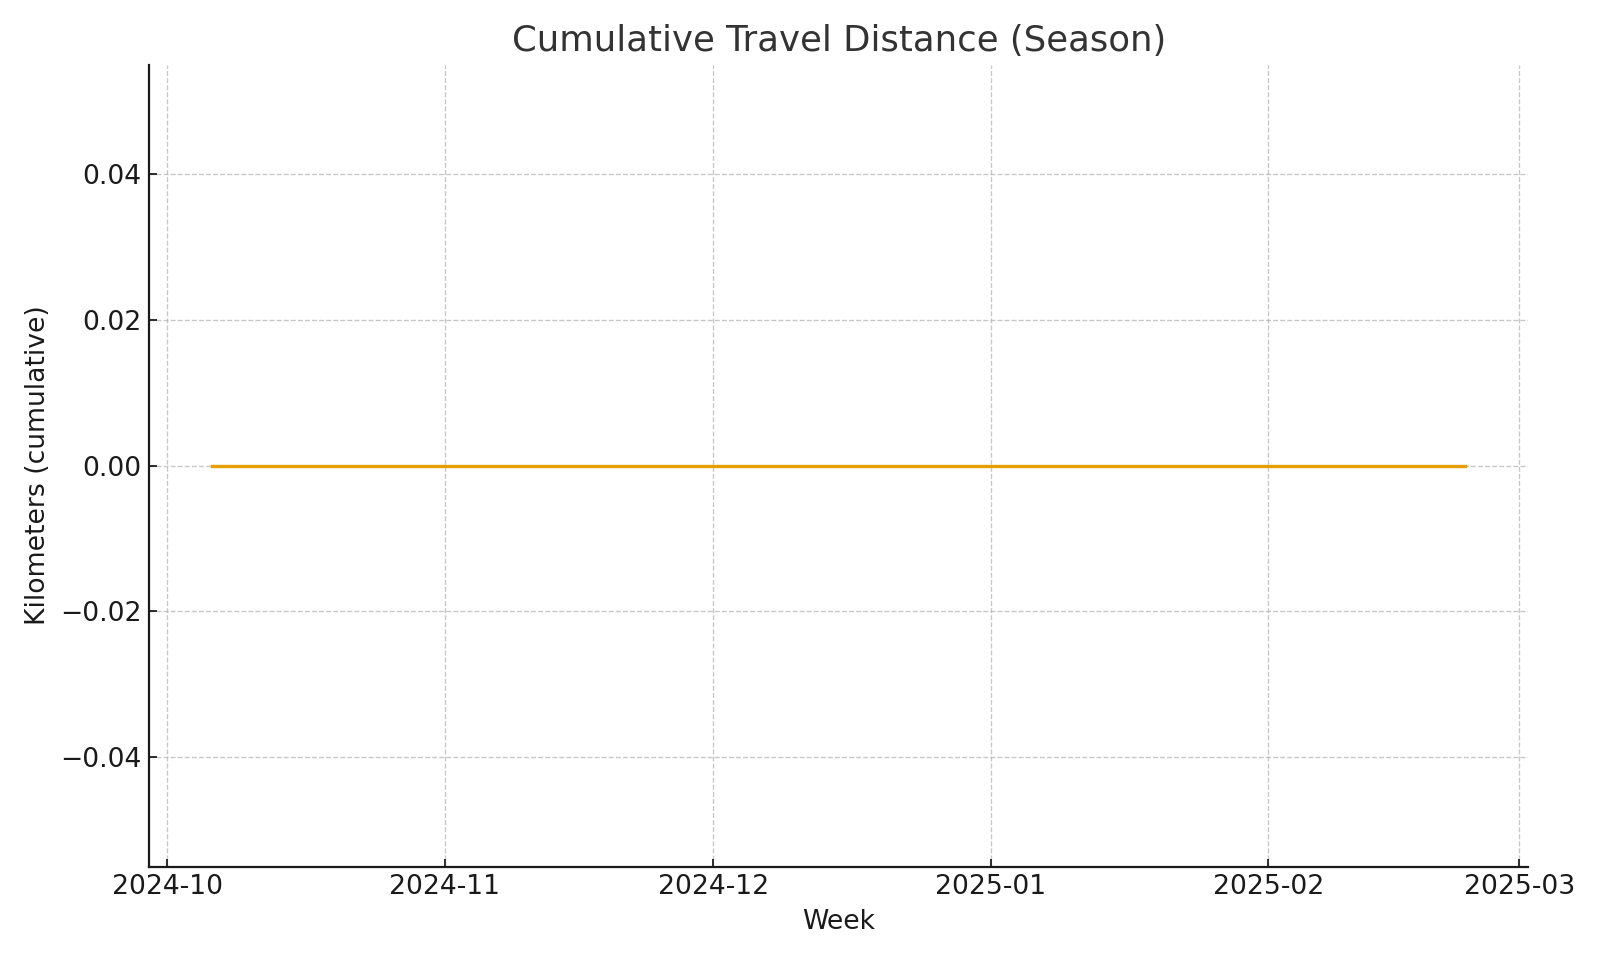 Cumulative Travel Distance (Season)
Kilometers (cumulative)
0.04
0.02
0.00
−0.02
−0.04
2024-10 2024-11 2024-12 2025-01 2025-02 2025-03
Week